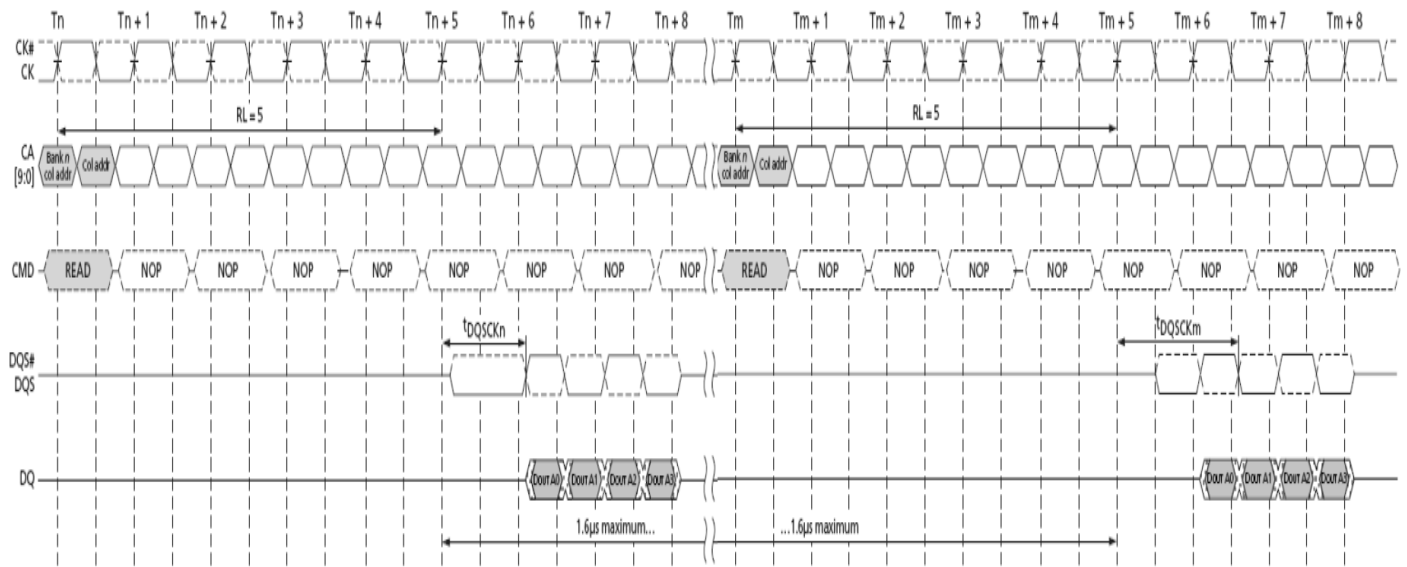 Tn Tn + 1 Tn + 2 Tn + 3 Tn + 4 Tn + 5 Tn + 6 Tn + 7 Tn + 8 Tm Tm + 1 Tm + 2 Tm + 3 Tm + 4 Tm + 5 Tm + 6 Tm + 7 Tm + 8
CK#
CK
RL = 5 RL = 5
CA
[9:0]
Bank n
col addr
Col addr
Bank n
col addr
Col addr
CMD READ NOP NOP NOP NOP NOP NOP NOP NOP READ NOP NOP NOP NOP NOP NOP NOP NOP
tDQSCKn tDQSCKm
DQS#
DQS
DQ DOUT A0 DOUT A1 DOUT A2 DOUT A3 DOUT A0 DOUT A1 DOUT A2 DOUT A3
1.6µs maximum... ...1.6µs maximum